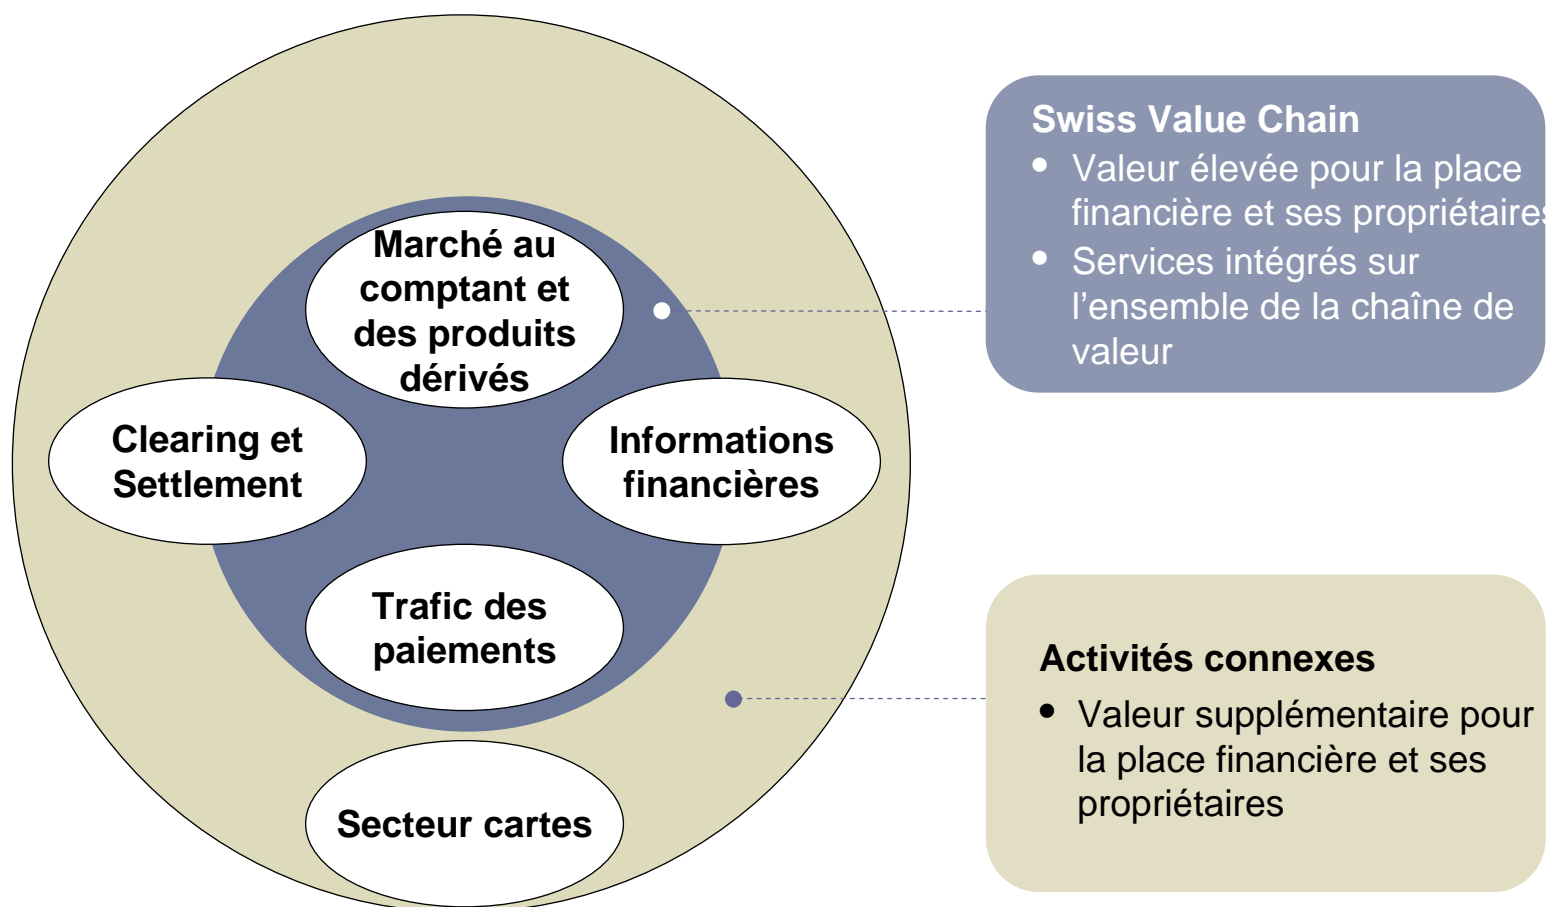 Marché au
comptant et
des produits
dérivés
Clearing et
Settlement
Informations
financières
Trafic des
paiements
Secteur cartes
Swiss Value Chain
• Valeur élevée pour la place
financière et ses propriétaires
• Services intégrés sur
l’ensemble de la chaîne de
valeur
Activités connexes
• Valeur supplémentaire pour
la place financière et ses
propriétaires